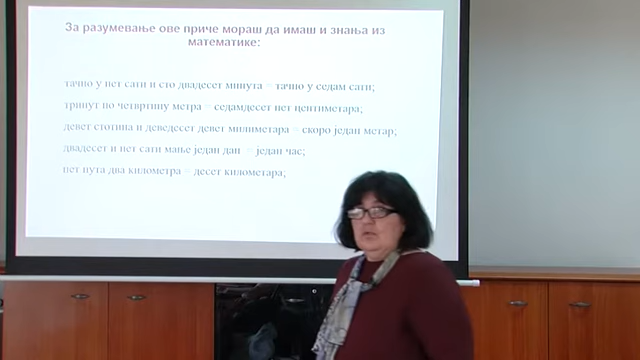 За разумевање ове приче мораш да имаш и знања из
математике:
тачно у пет сати и сто двадесет минута = тачно у седам сати;
трипут по четвртину метра = седамдесет пет центиметара;
девет стотина и деведесет девет милиметара = скоро један метар;
двадесет и пет сати мање један дан = један час;
пет пута два километра = десет километара;